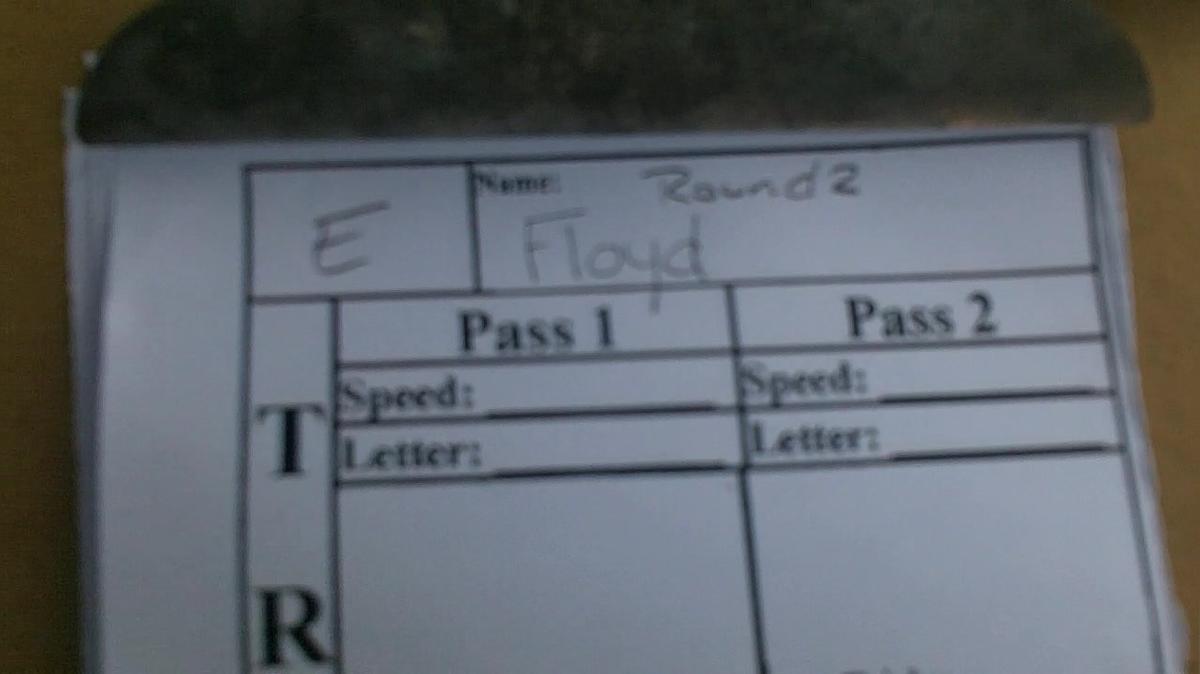 E
Name: Round 2
Floyd
Pass 1 Pass 2
Speed: Speed:
Letter: Letter:
T
R